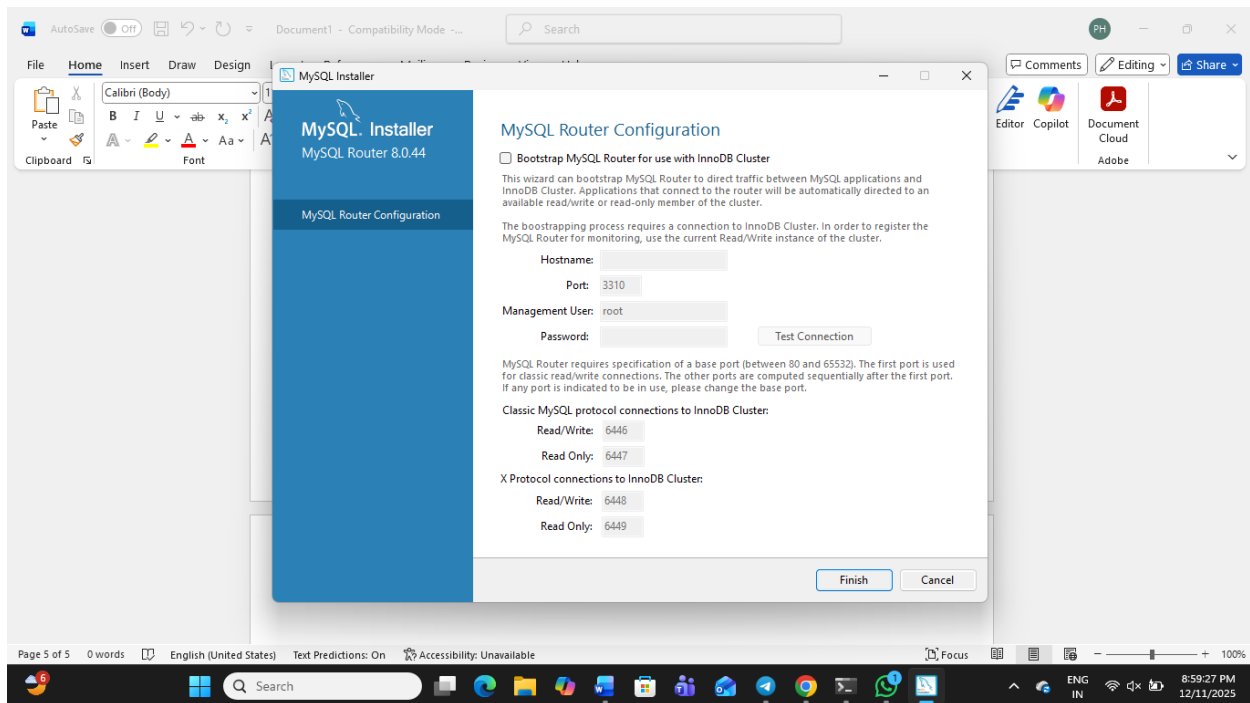 AutoSave Off Document1 - Compatibility Mode -... Search PH
File Home Insert Draw Design Comments Editing Share
MySQL Installer
Calibri (Body)
Paste B I U ab x₂ x² Editor Copilot Document
Cloud
A A Aa
Clipboard Font Adobe
MySQL. Installer
MySQL Router 8.0.44
MySQL Router Configuration
MySQL Router Configuration
Bootstrap MySQL Router for use with InnoDB Cluster
This wizard can bootstrap MySQL Router to direct traffic between MySQL applications and
InnoDB Cluster. Applications that connect to the router will be automatically directed to an
available read/write or read-only member of the cluster.
The boostrapping process requires a connection to InnoDB Cluster. In order to register the
MySQL Router for monitoring, use the current Read/Write instance of the cluster.
Hostname:
Port: 3310
Management User: root
Password: Test Connection
MySQL Router requires specification of a base port (between 80 and 65532). The first port is used
for classic read/write connections. The other ports are computed sequentially after the first port.
If any port is indicated to be in use, please change the base port.
Classic MySQL protocol connections to InnoDB Cluster:
Read/Write: 6446
Read Only: 6447
X Protocol connections to InnoDB Cluster:
Read/Write: 6448
Read Only: 6449
Finish Cancel
Page 5 of 5 0 words English (United States) Text Predictions: On Accessibility: Unavailable Focus 100%
6 Search 1 ENG 8:59:27 PM
IN 12/11/2025